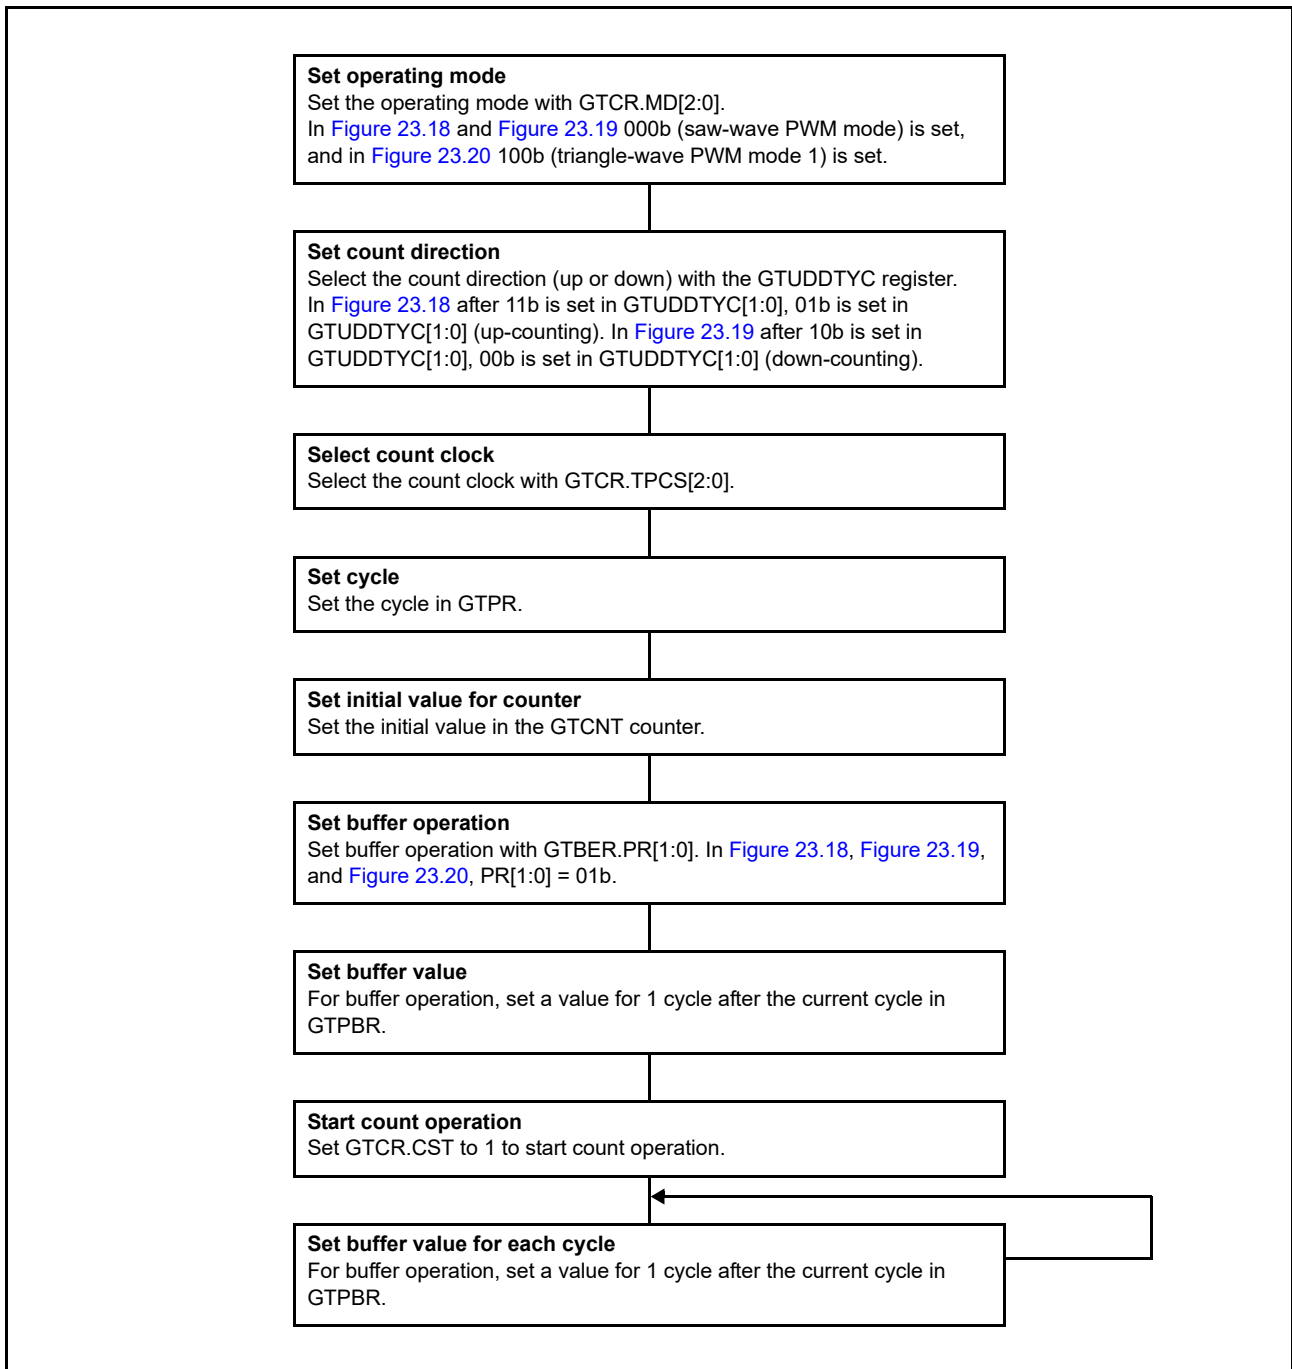 Set operating mode
Set the operating mode with GTCR.MD[2:0].
In Figure 23.18 and Figure 23.19 000b (saw-wave PWM mode) is set,
and in Figure 23.20 100b (triangle-wave PWM mode 1) is set.
Set count direction
Select the count direction (up or down) with the GTUDDTYC register.
In Figure 23.18 after 11b is set in GTUDDTYC[1:0], 01b is set in
GTUDDTYC[1:0] (up-counting). In Figure 23.19 after 10b is set in
GTUDDTYC[1:0], 00b is set in GTUDDTYC[1:0] (down-counting).
Select count clock
Select the count clock with GTCR.TPCS[2:0].
Set cycle
Set the cycle in GTPR.
Set initial value for counter
Set the initial value in the GTCNT counter.
Set buffer operation
Set buffer operation with GTBER.PR[1:0]. In Figure 23.18, Figure 23.19,
and Figure 23.20, PR[1:0] = 01b.
Set buffer value
For buffer operation, set a value for 1 cycle after the current cycle in
GTPBR.
Start count operation
Set GTCR.CST to 1 to start count operation.
Set buffer value for each cycle
For buffer operation, set a value for 1 cycle after the current cycle in
GTPBR.